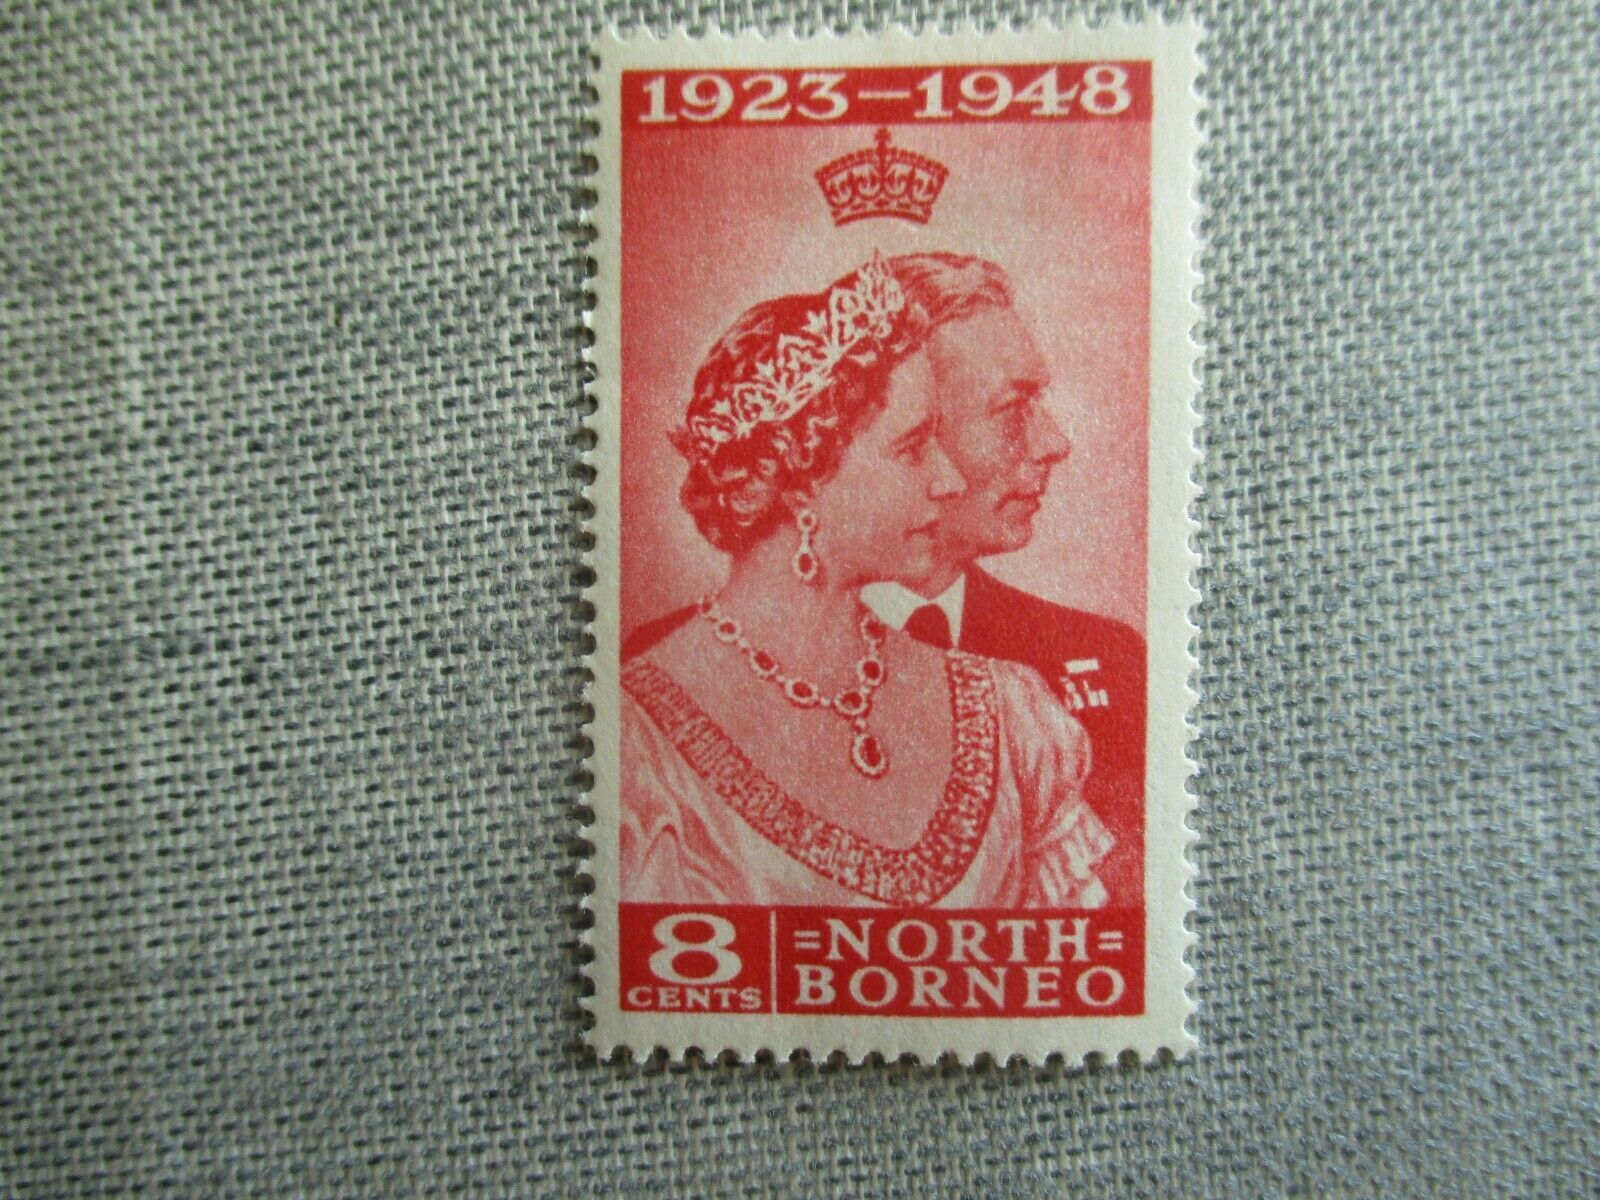 1923-1948
8
CENTS
=NORTH=
BORNEO